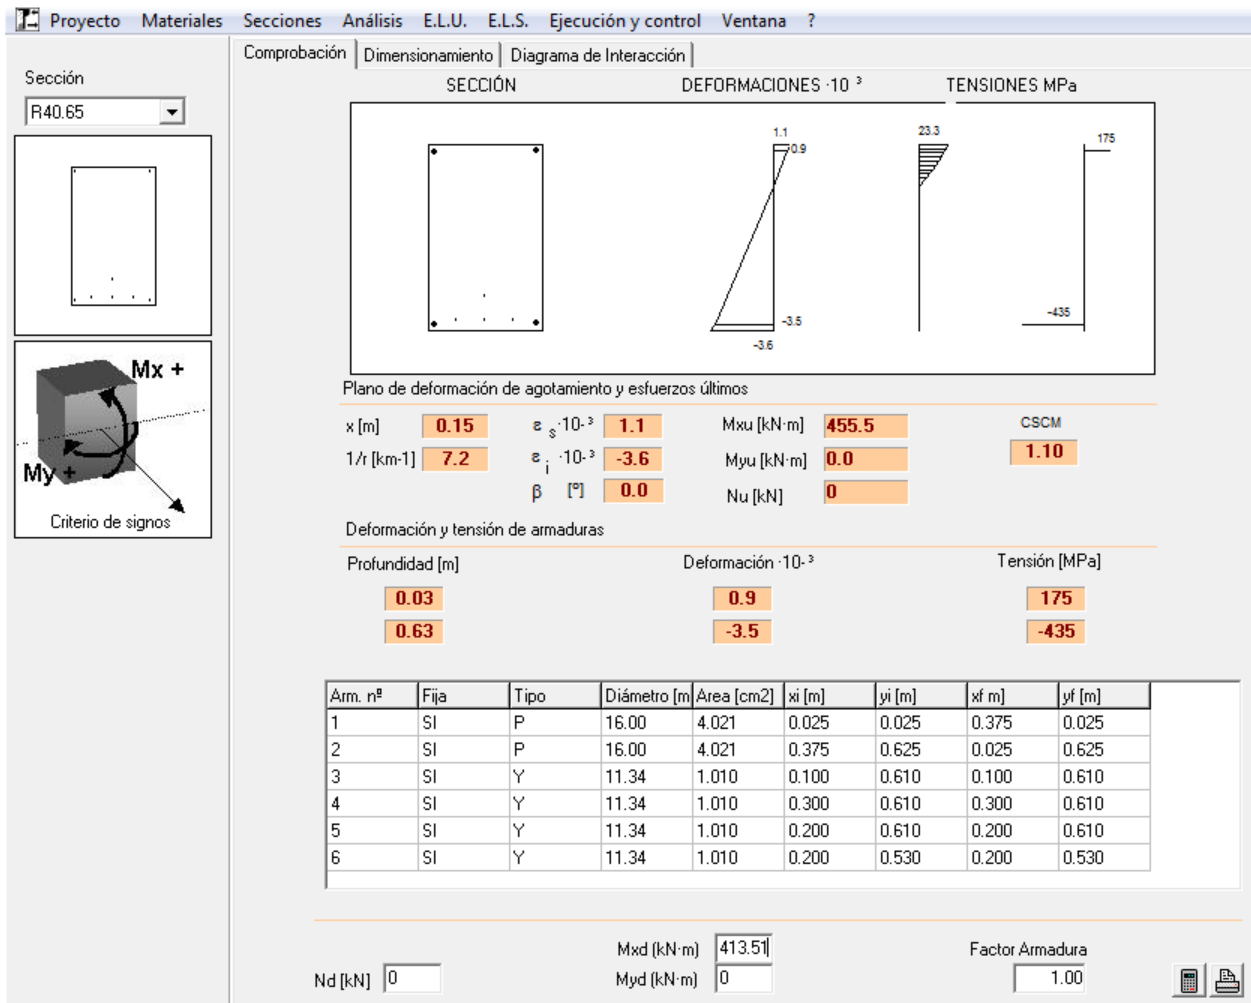 Proyecto Materiales Secciones Análisis E.L.U. E.L.S. Ejecución y control Ventana ?
Comprobación Dimensionamiento Diagrama de Interacción
Sección
R40.65
SECCIÓN DEFORMACIONES ·10 ³ TENSIONES MPa
1.1
0.9
23.3
175
-3.5
-3.6
-435
Mx +
My +
Criterio de signos
Plano de deformación de agotamiento y esfuerzos últimos
x [m] 0.15 ε s·10-³ 1.1 Mxu [kN·m] 455.5 CSCM
1/r [km-1] 7.2 ε i ·10-³ -3.6 Myu [kN·m] 0.0 1.10
β [º] 0.0 Nu [kN] 0
Deformación y tensión de armaduras
Profundidad [m] Deformación ·10-³ Tensión [MPa]
0.03 0.9 175
0.63 -3.5 -435
Arm. nº Fija Tipo Diámetro [m Area [cm2] xi [m] yi [m] xf m] yf [m]
1 SI P 16.00 4.021 0.025 0.025 0.375 0.025
2 SI P 16.00 4.021 0.375 0.625 0.025 0.625
3 SI Y 11.34 1.010 0.100 0.610 0.100 0.610
4 SI Y 11.34 1.010 0.300 0.610 0.300 0.610
5 SI Y 11.34 1.010 0.200 0.610 0.200 0.610
6 SI Y 11.34 1.010 0.200 0.530 0.200 0.530
Mxd (kN·m) 413.51 Factor Armadura
Nd [kN] 0 Myd (kN·m) 0 1.00